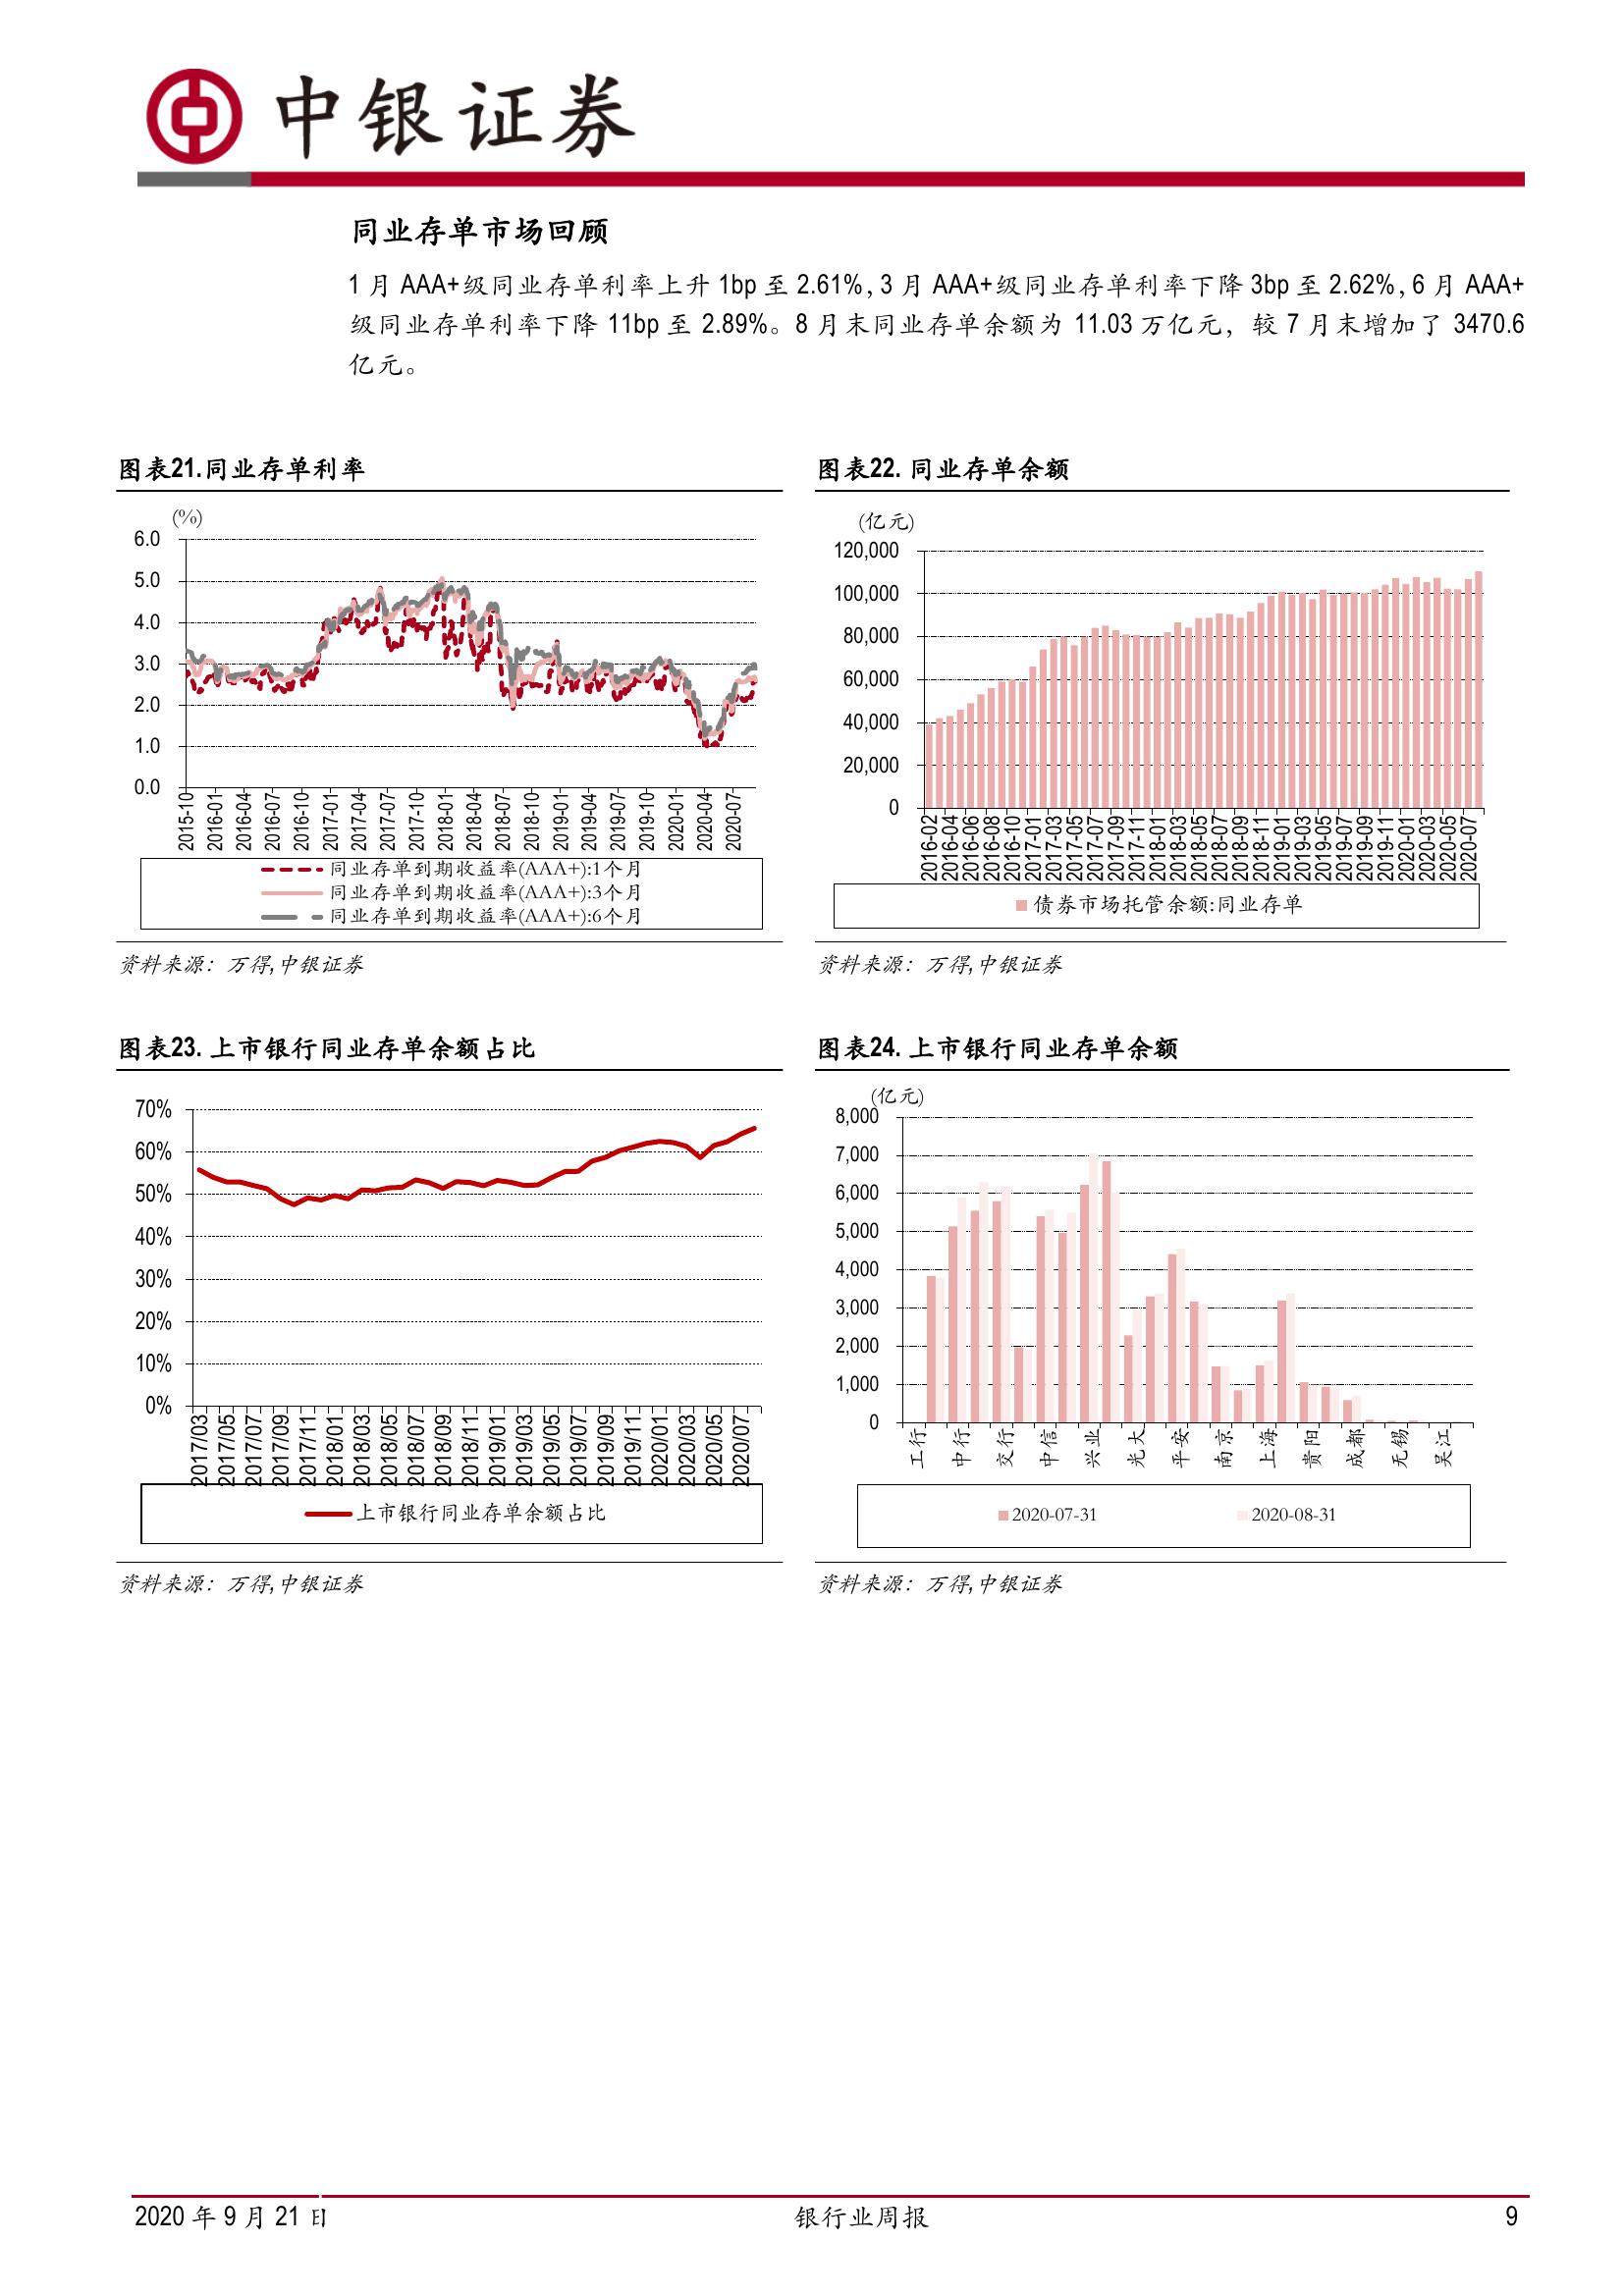 中银证券
同业存单市场回顾
1 月 AAA+级同业存单利率上升 1bp 至 2.61%, 3 月 AAA+级同业存单利率下降 3bp 至 2.62%, 6 月 AAA+
级同业存单利率下降 11bp 至 2.89%。8 月末同业存单余额为 11.03 万亿元，较 7 月末增加了 3470.6
亿元。
图表21.同业存单利率
(%)
6.0
5.0
4.0
3.0
2.0
1.0
0.0
2015-10
2016-01
2016-04
2016-07
2016-10
2017-01
2017-04
2017-07
2017-10
2018-01
2018-04
2018-07
2018-10
2019-01
2019-04
2019-07
2019-10
2020-01
2020-04
2020-07
同业存单到期收益率(AAA+):1个月
同业存单到期收益率(AAA+):3个月
同业存单到期收益率(AAA+):6个月
资料来源：万得,中银证券
图表22. 同业存单余额
(亿元)
120,000
100,000
80,000
60,000
40,000
20,000
0
2016-02
2016-04
2016-06
2016-08
2016-10
2017-01
2017-03
2017-05
2017-07
2017-09
2017-11
2018-01
2018-03
2018-05
2018-07
2018-09
2018-11
2019-01
2019-03
2019-05
2019-07
2019-09
2019-11
2020-01
2020-03
2020-05
2020-07
债券市场托管余额:同业存单
资料来源：万得,中银证券
图表23. 上市银行同业存单余额占比
70%
60%
50%
40%
30%
20%
10%
0%
2017/03
2017/05
2017/07
2017/09
2017/11
2018/01
2018/03
2018/05
2018/07
2018/09
2018/11
2019/01
2019/03
2019/05
2019/07
2019/09
2019/11
2020/01
2020/03
2020/05
2020/07
上市银行同业存单余额占比
资料来源：万得,中银证券
图表24. 上市银行同业存单余额
(亿元)
8,000
7,000
6,000
5,000
4,000
3,000
2,000
1,000
0
工行
中行
交行
中信
兴业
光大
平安
南京
上海
贵阳
成都
无锡
吴江
2020-07-31
2020-08-31
资料来源：万得,中银证券
2020 年 9 月 21 日
银行业周报
9